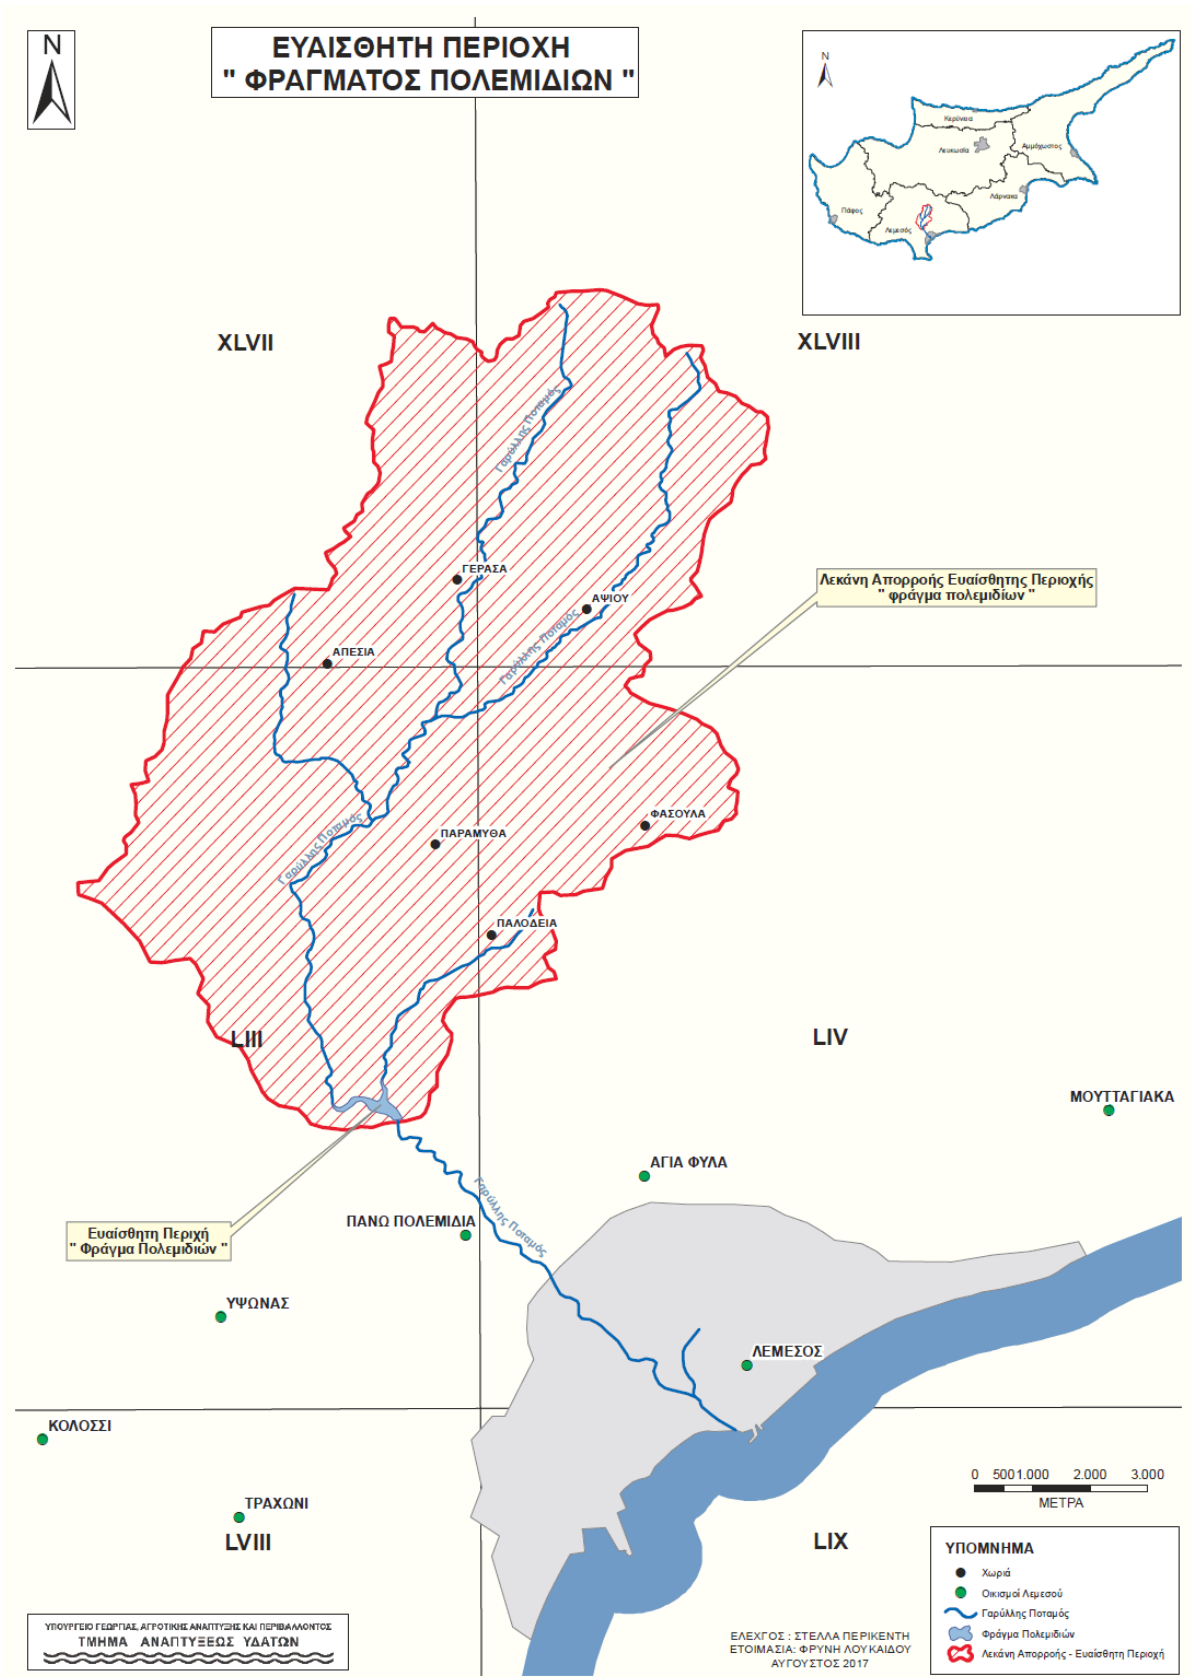 N
ΕΥΑΙΣΘΗΤΗ ΠΕΡΙΟΧΗ
" ΦΡΑΓΜΑΤΟΣ ΠΟΛΕΜΙΔΙΩΝ "
N
Κερύνεια
Λευκωσία
Αμμόχωστος
Λάρνακα
Πάφος
Λεμεσός
XLVII
XLVIII
Γαρύλλης Ποταμός
ΓΕΡΑΣΑ
ΑΨΙΟΥ
Λεκάνη Απορροής Ευαίσθητης Περιοχής
" φράγμα πολεμιδίων "
Γαρύλλης Ποταμός
ΑΠΕΣΙΑ
ΦΑΣΟΥΛΑ
Γαρύλλης Ποταμός
ΠΑΡΑΜΥΘΑ
ΠΑΛΟΔΕΙΑ
LIII
LIV
ΜΟΥΤΤΑΓΙΑΚΑ
ΑΓΙΑ ΦΥΛΑ
Γαρύλλης Ποταμός
ΠΑΝΩ ΠΟΛΕΜΙΔΙΑ
Ευαίσθητη Περιχή
" Φράγμα Πολεμιδιών "
ΥΨΩΝΑΣ
ΛΕΜΕΣΟΣ
ΚΟΛΟΣΣΙ
0 500 1.000 2.000 3.000
ΜΕΤΡΑ
ΤΡΑΧΩΝΙ
LVIII
LIX
ΥΠΟΜΝΗΜΑ
Χωριά
Οικισμοί Λεμεσού
Γαρύλλης Ποταμός
Φράγμα Πολεμιδιών
Λεκάνη Απορροής - Ευαίσθητη Περιοχή
ΥΠΟΥΡΓΕΙΟ ΓΕΩΡΓΙΑΣ, ΑΓΡΟΤΙΚΗΣ ΑΝΑΠΤΥΞΗΣ ΚΑΙ ΠΕΡΙΒΑΛΛΟΝΤΟΣ
ΤΜΗΜΑ ΑΝΑΠΤΥΞΕΩΣ ΥΔΑΤΩΝ
ΕΛΕΧΓΟΣ : ΣΤΕΛΛΑ ΠΕΡΙΚΕΝΤΗ
ΕΤΟΙΜΑΣΙΑ: ΦΡΥΝΗ ΛΟΥΚΑΙΔΟΥ
ΑΥΓΟΥΣΤΟΣ 2017